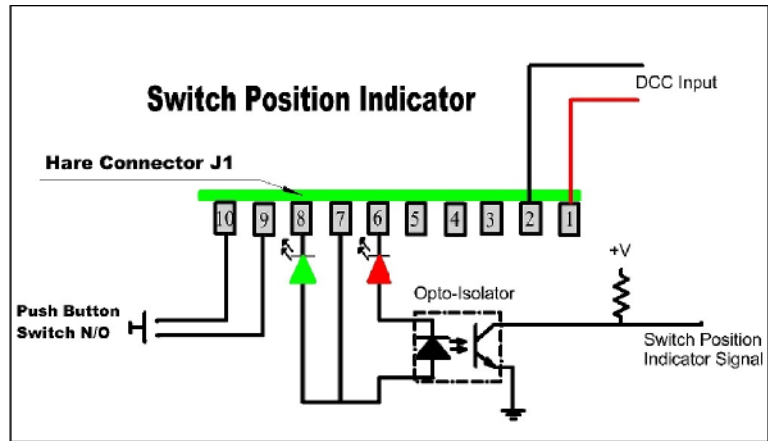 DCC Input
Switch Position Indicator
Hare Connector J1
10 9 8 7 6 5 4 3 2 1
+V
Opto-Isolator
Push Button
Switch N/O
Switch Position
Indicator Signal